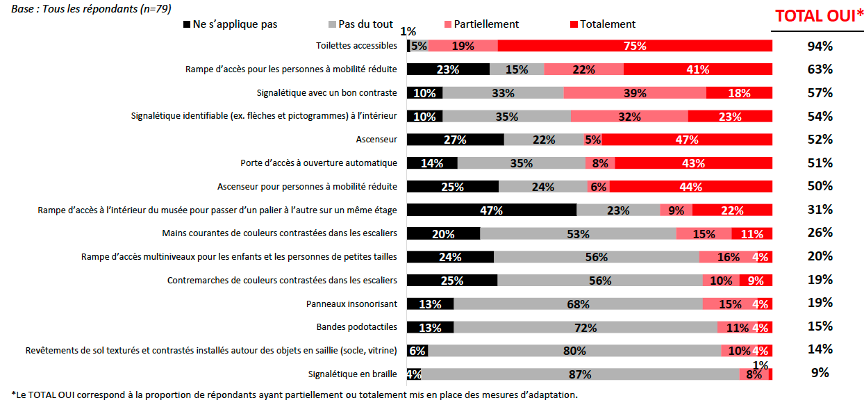 Base : Tous les répondants (n=79)
Ne s'applique pas Pas du tout Partiellement Totalement TOTAL OUI*
1%
Toilettes accessibles 5% 19% 75% 94%
Rampe d'accès pour les personnes à mobilité réduite 23% 15% 22% 41% 63%
Signalétique avec un bon contraste 10% 33% 39% 18% 57%
Signalétique identifiable (ex. flèches et pictogrammes) à l'intérieur 10% 35% 32% 23% 54%
Ascenseur 27% 22% 5% 47% 52%
Porte d'accès à ouverture automatique 14% 35% 8% 43% 51%
Ascenseur pour personnes à mobilité réduite 25% 24% 6% 44% 50%
Rampe d'accès à l'intérieur du musée pour passer d'un palier à l'autre sur un même étage 47% 23% 9% 22% 31%
Mains courantes de couleurs contrastées dans les escaliers 20% 53% 15% 11% 26%
Rampe d'accès multiniveaux pour les enfants et les personnes de petites tailles 24% 56% 16% 4% 20%
Contremarches de couleurs contrastées dans les escaliers 25% 56% 10% 9% 19%
Panneaux insonorisant 13% 68% 15% 4% 19%
Bandes podotactiles 13% 72% 11% 4% 15%
Revêtements de sol texturés et contrastés installés autour des objets en saillie (socle, vitrine) 6% 80% 10% 4% 14%
1%
Signalétique en braille 4% 87% 8% 9%
*Le TOTAL OUI correspond à la proportion de répondants ayant partiellement ou totalement mis en place des mesures d'adaptation.